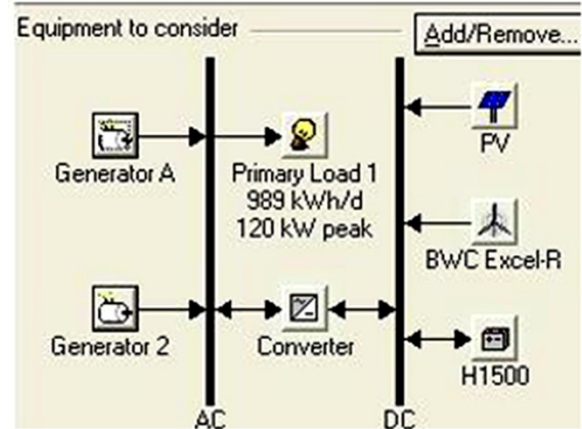 Equipment to consider
Add/Remove...
Generator A
Primary Load 1
989 kWh/d
120 kW peak
PV
BWC Excel-R
Generator 2
Converter
H1500
AC
DC